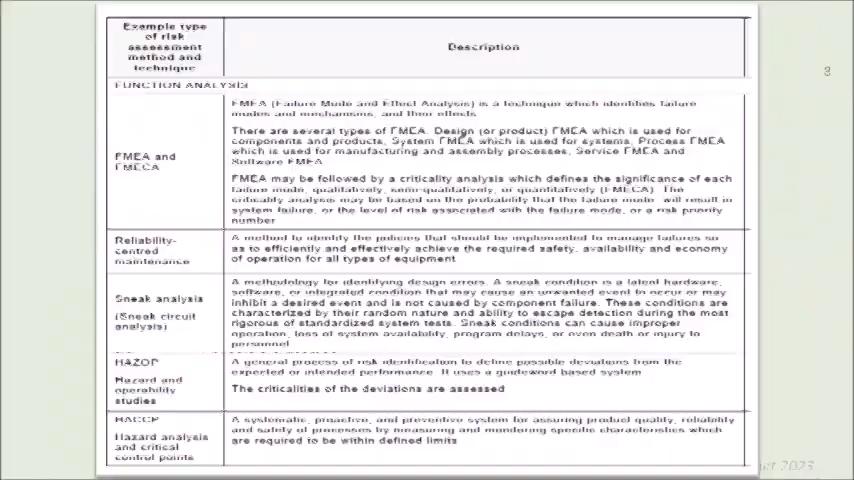 Example type
of risk
assessment
method and
technique
Description
3
FUNCTION ANALYSIS
FMEA and
FMECA
FMEA (Failure Mode and Effect Analysis) is a technique which identifies failure
modes and mechanisms, and their effects.
There are several types of FMEA. Design (or product) FMEA which is used for
components and products, System FMEA which is used for systems, Process FMEA
which is used for manufacturing and assembly processes, Service FMEA and
Software FMEA
FMEA may be followed by a criticality analysis which defines the significance of each
failure mode, qualitatively, semi-qualitatively, or quantitatively (FMECA). The
criticality analysis may be based on the probability that the failure mode will result in
system failure, or the level of risk associated with the failure mode, or a risk priority
number
Reliability-
centred
maintenance
A method to identify the policies that should be implemented to manage failures so
as to efficiently and effectively achieve the required safety, availability and economy
of operation for all types of equipment
Sneak analysis
(Sneak circuit
analysis)
A methodology for identifying design errors. A sneak condition is a latent hardware,
software, or integrated condition that may cause an unwanted event to occur or may
inhibit a desired event and is not caused by component failure. These conditions are
characterized by their random nature and ability to escape detection during the most
rigorous of standardized system tests. Sneak conditions can cause improper
operation, loss of system availability, program delays, or even death or injury to
personnel
HAZOP
Hazard and
operability
studies
A general process of risk identification to define possible deviations from the
expected or intended performance. It uses a guideword based system
The criticalities of the deviations are assessed
HACCP
Hazard analysis
and critical
control points
A systematic, proactive, and preventive system for assuring product quality, reliability
and safety of processes by measuring and monitoring specific characteristics which
are required to be within defined limits
2023